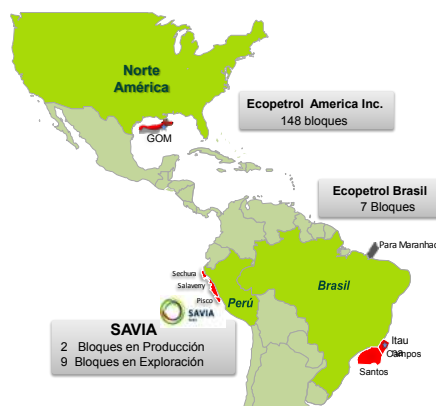 Norte
América
Ecopetrol America Inc.
148 bloques
GOM
Ecopetrol Brasil
7 Bloques
Para Maranhao
Sechura
Salaverry
Pisco
Perú
Brasil
SAVIA
SAVIA
2 Bloques en Producción
9 Bloques en Exploración
Itau
Campos
Santos